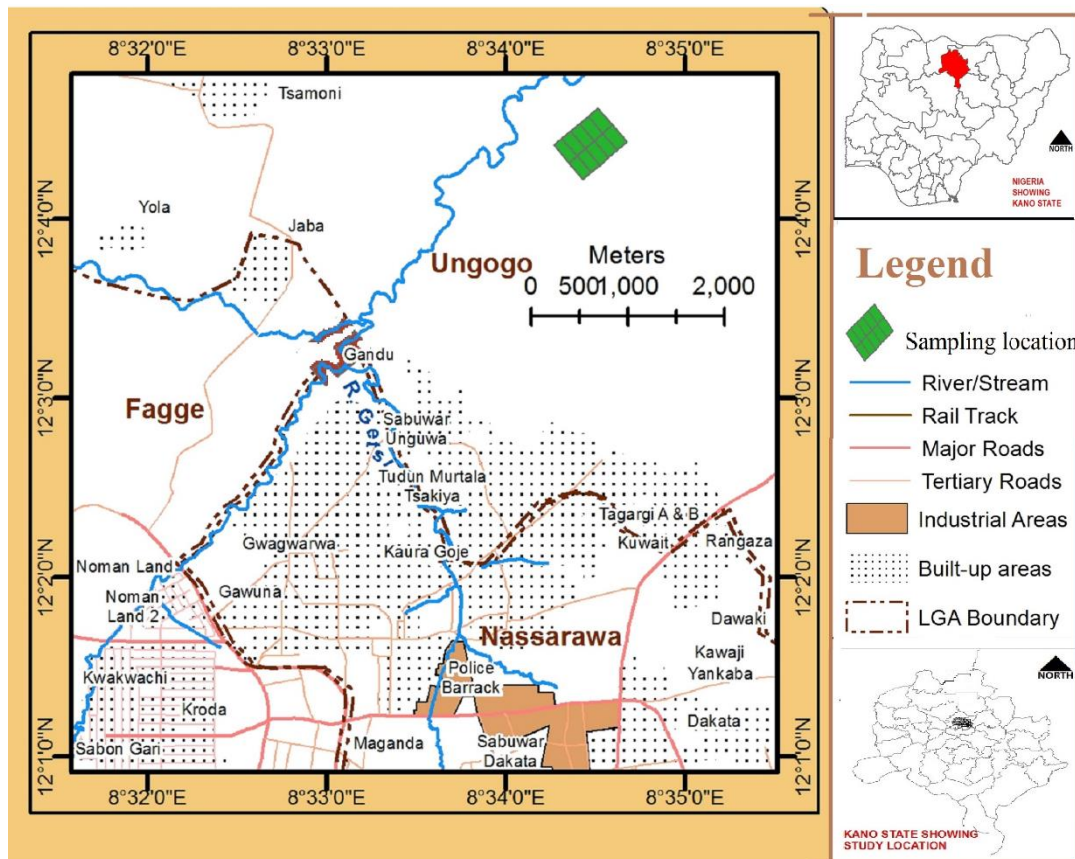 8°32'0"E 8°33'0"E 8°34'0"E 8°35'0"E
12°4'0"N 12°4'0"N
12°3'0"N 12°3'0"N
12°2'0"N 12°2'0"N
12°1'0"N 12°1'0"N
8°32'0"E 8°33'0"E 8°34'0"E 8°35'0"E
Tsamoni
Yola
Jaba
Ungogo
Meters
0 5001,000 2,000
Gandu
Fagge
R. Getsi
Sabuwar
Unguwa
Tudun Murtala
Tsakiya
Tagargi A & B
Gwagwarwa
Kaura Goje
Kuwait
Rangaza
Noman Land
Noman
Land 2
Gawuna
Dawaki
Nassarawa
Kwakwachi
Police
Barrack
Kawaji
Yankaba
Kroda
Dakata
Sabon Gari
Maganda
Sabuwar
Dakata
NORTH
NIGERIA
SHOWING
KANO STATE
Legend
Sampling location
River/Stream
Rail Track
Major Roads
Tertiary Roads
Industrial Areas
Built-up areas
LGA Boundary
NORTH
KANO STATE SHOWING
STUDY LOCATION